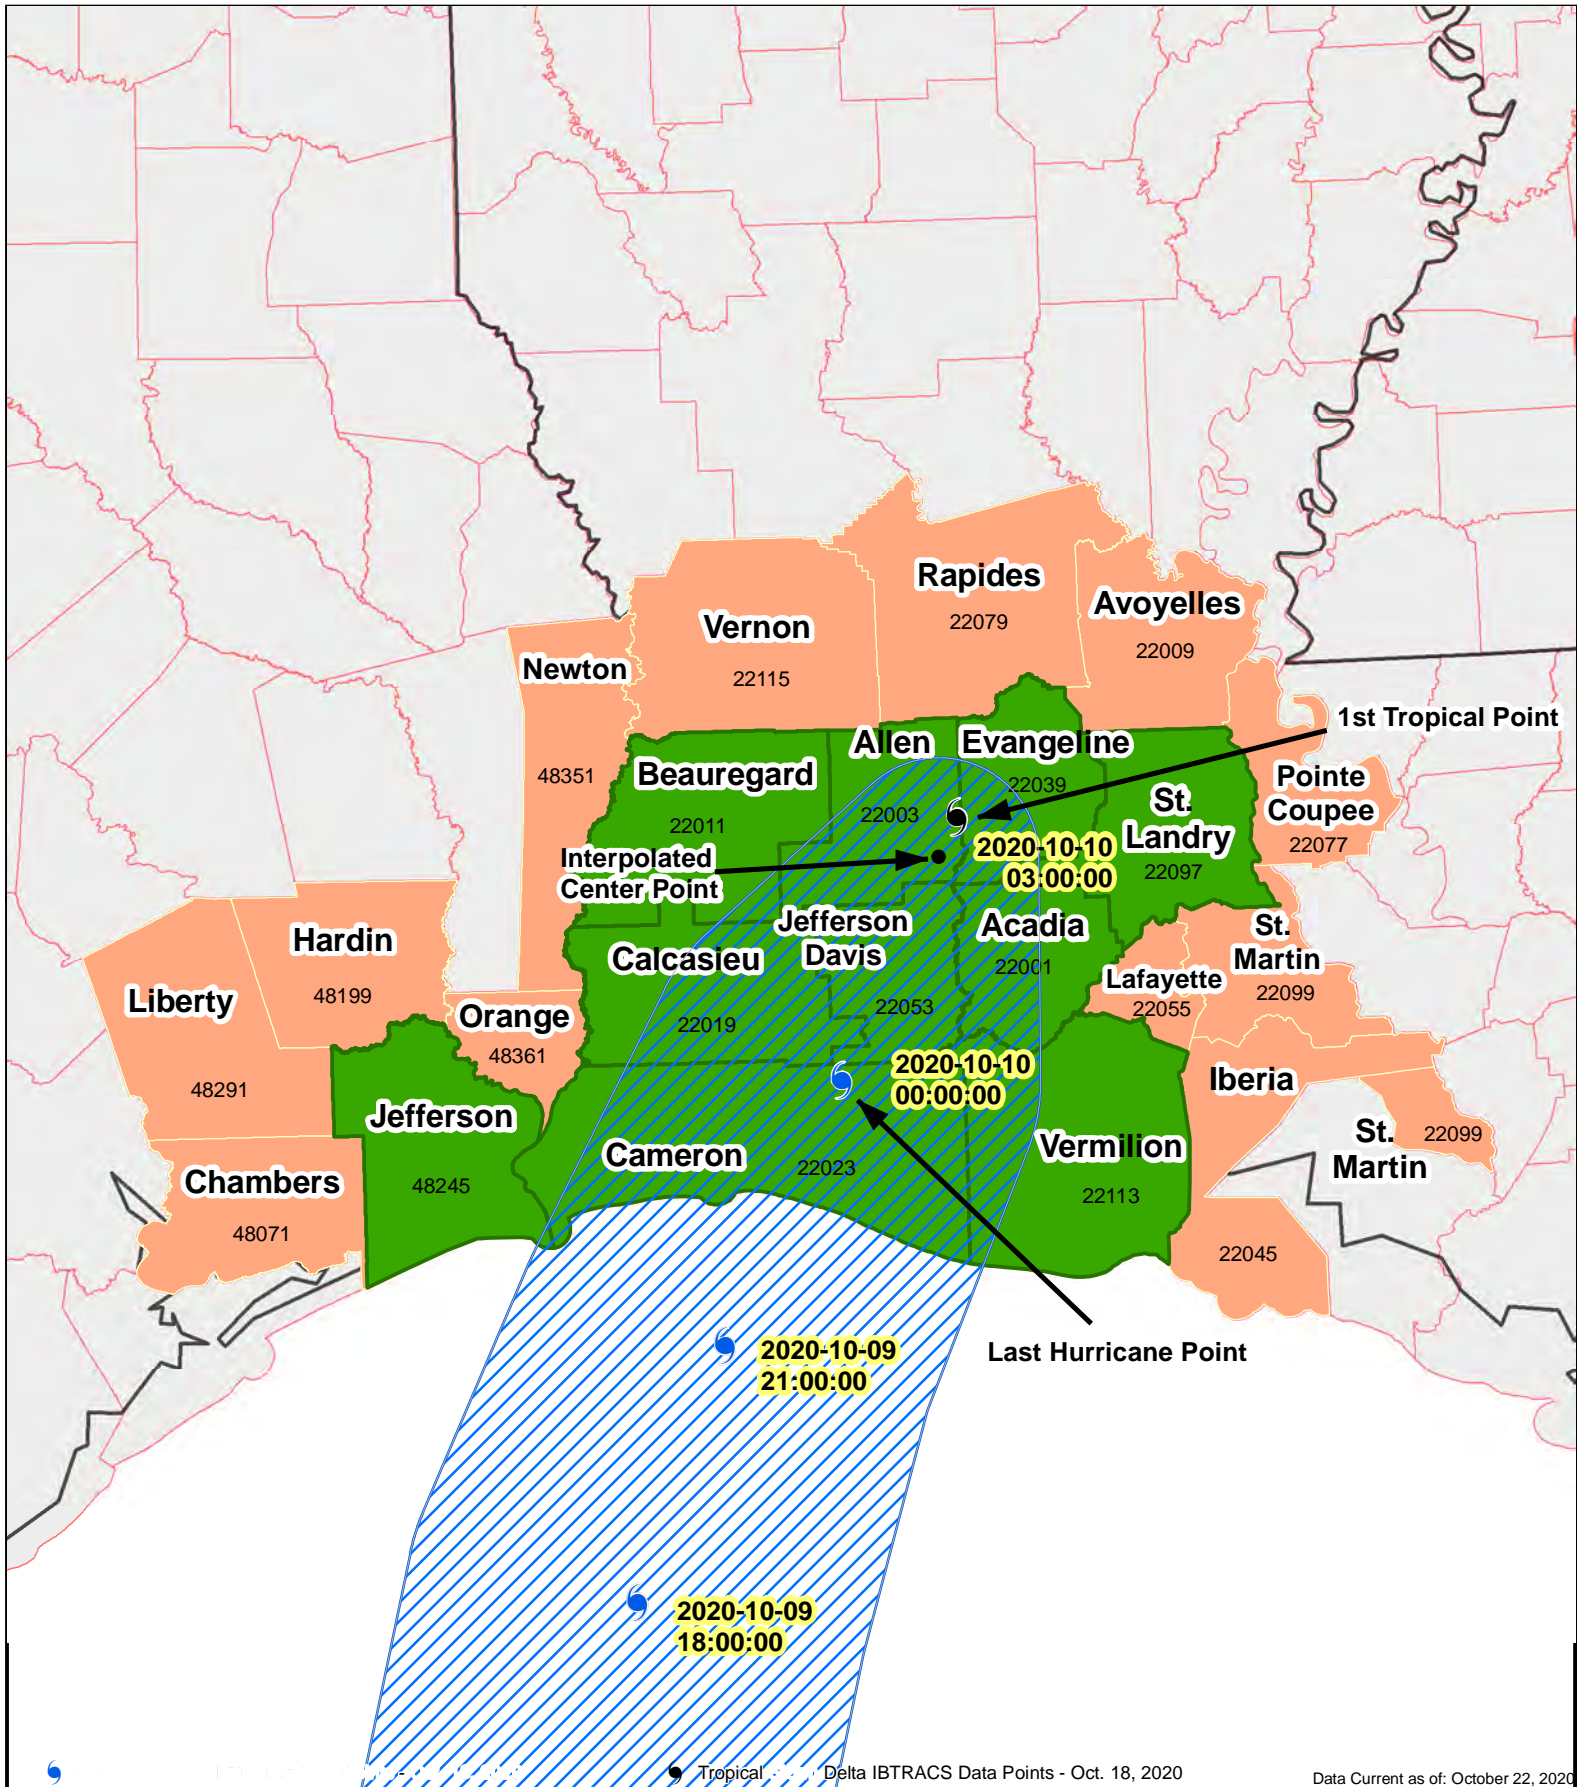 Rapides
22079
Avoyelles
22009
Vernon
22115
Newton
48351
1st Tropical Point
Allen
22003
Evangeline
22039
Beauregard
22011
Pointe
Coupee
22077
St.
Landry
22097
2020-10-10
03:00:00
Interpolated
Center Point
Jefferson
Davis
22053
Acadia
22001
Calcasieu
22019
St.
Martin
22099
Lafayette
22055
Hardin
48199
Liberty
48291
Orange
48361
2020-10-10
00:00:00
Iberia
Jefferson
48245
St.
Martin
22099
Cameron
22023
Vermilion
22113
Chambers
48071
22045
Last Hurricane Point
2020-10-09
21:00:00
2020-10-09
18:00:00
Tropical Delta IBTRACS Data Points - Oct. 18, 2020
Data Current as of: October 22, 2020